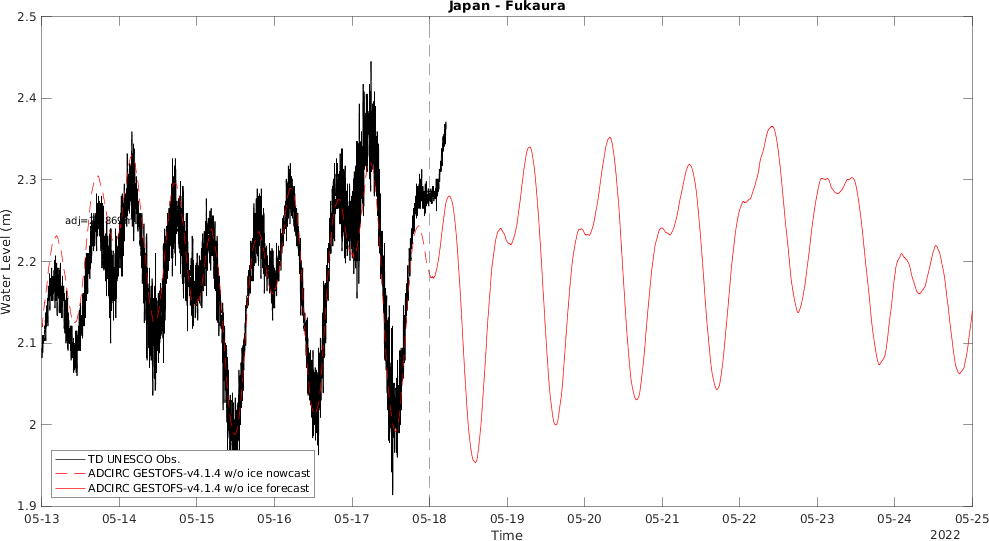 Japan - Fukaura
Water Level (m)
2.5
2.4
2.3
2.2
2.1
2
1.9
TD UNESCO Obs.
ADCIRC GESTOFS-v4.1.4 w/o ice nowcast
ADCIRC GESTOFS-v4.1.4 w/o ice forecast
05-13 05-14 05-15 05-16 05-17 05-18 05-19 05-20 05-21 05-22 05-23 05-24 05-25
Time
2022